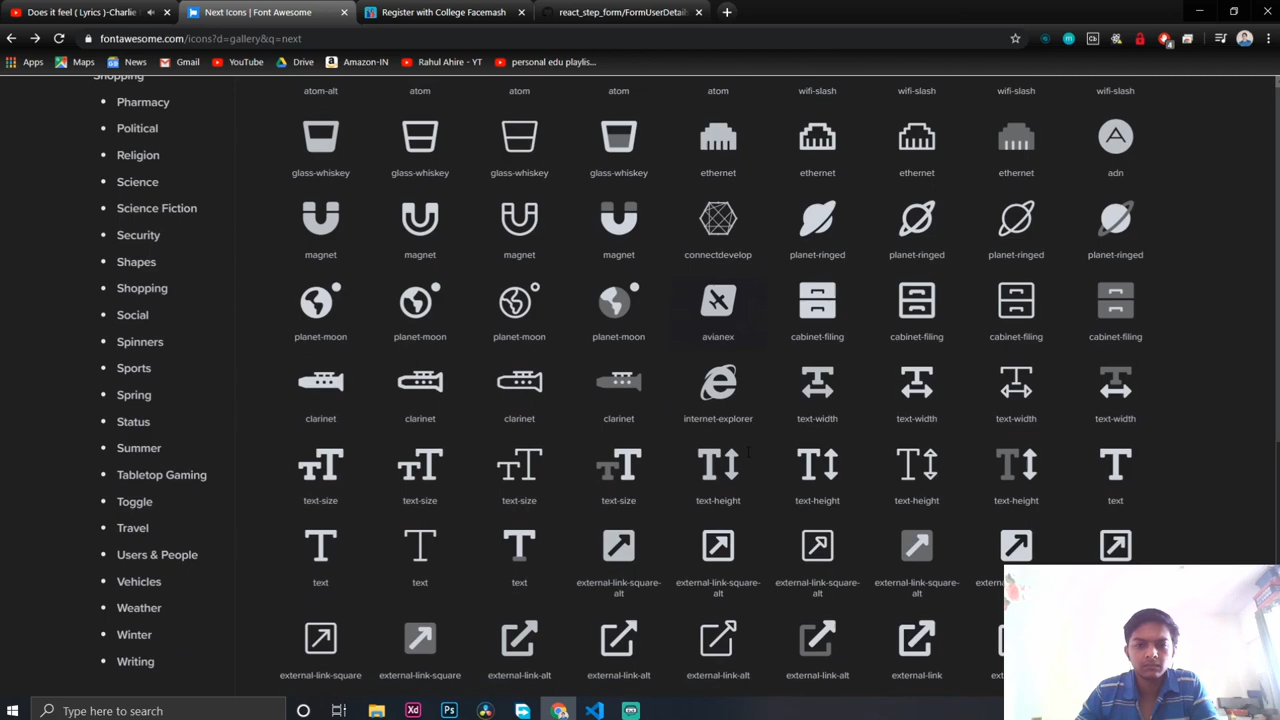 Does it feel ( Lyric )-Charlie
Next Icons | Font Awesome
Register with College Facemash
react_step_form/FormUserDetails
fontawesome.com/icons?d=gallery&q=next
4
Apps
Maps
News
Gmail
YouTube
Drive
Amazon-IN
Rahul Ahire - YT
personal edu playlis...
Shopping
Pharmacy
Political
Religion
Science
Science Fiction
Security
Shapes
Shopping
Social
Spinners
Sports
Spring
Status
Summer
Tabletop Gaming
Toggle
Travel
Users & People
Vehicles
Weather
Winter
Writing
atom-alt atom atom atom atom wifi-slash wifi-slash wifi-slash wifi-slash
glass-whiskey glass-whiskey glass-whiskey glass-whiskey ethernet ethernet ethernet ethernet adn
magnet magnet magnet magnet connectdevelop planet-ringed planet-ringed planet-ringed planet-ringed
planet-moon planet-moon planet-moon planet-moon avianex cabinet-filing cabinet-filing cabinet-filing cabinet-filing
clarinet clarinet clarinet clarinet internet-explorer text-width text-width text-width text-width
text-size text-size text-size text-size text-height text-height text-height text-height text
text text text external-link-square- external-link-square- external-link-square- external-link-square-
alt alt alt alt
external-link-square external-link-square external-link-alt external-link-alt external-link-alt external-link-alt external-link
Type here to search